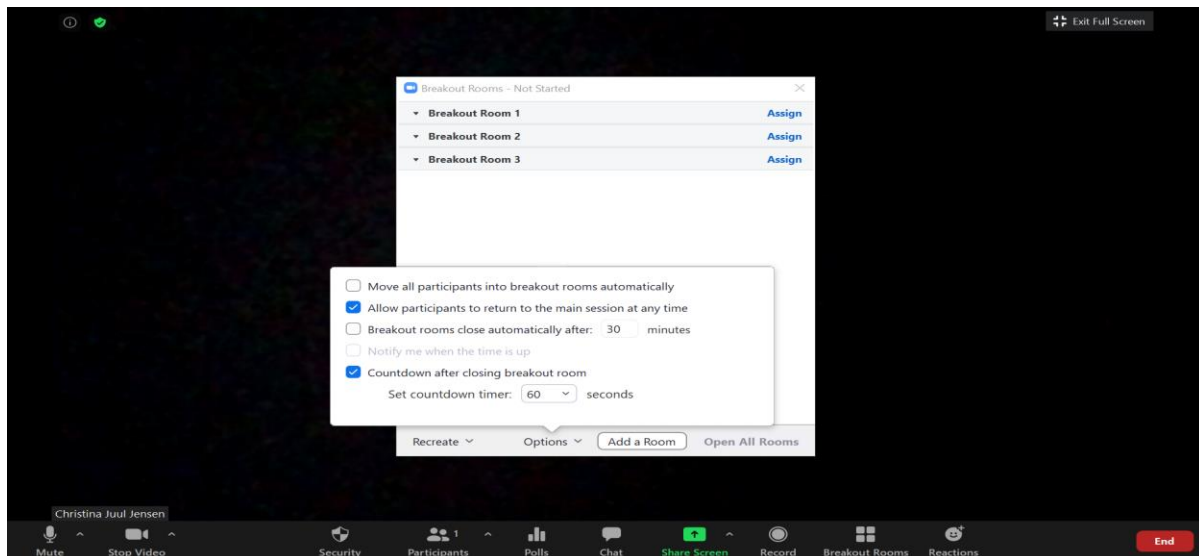 Exit Full Screen
Breakout Rooms - Not Started
Breakout Room 1 Assign
Breakout Room 2 Assign
Breakout Room 3 Assign
Move all participants into breakout rooms automatically
Allow participants to return to the main session at any time
Breakout rooms close automatically after: 30 minutes
Notify me when the time is up
Countdown after closing breakout room
Set countdown timer: 60 seconds
Recreate Options Add a Room Open All Rooms
Christina Juul Jensen
1
Mute Stop Video Security Participants Polls Chat Share Screen Record Breakout Rooms Reactions End